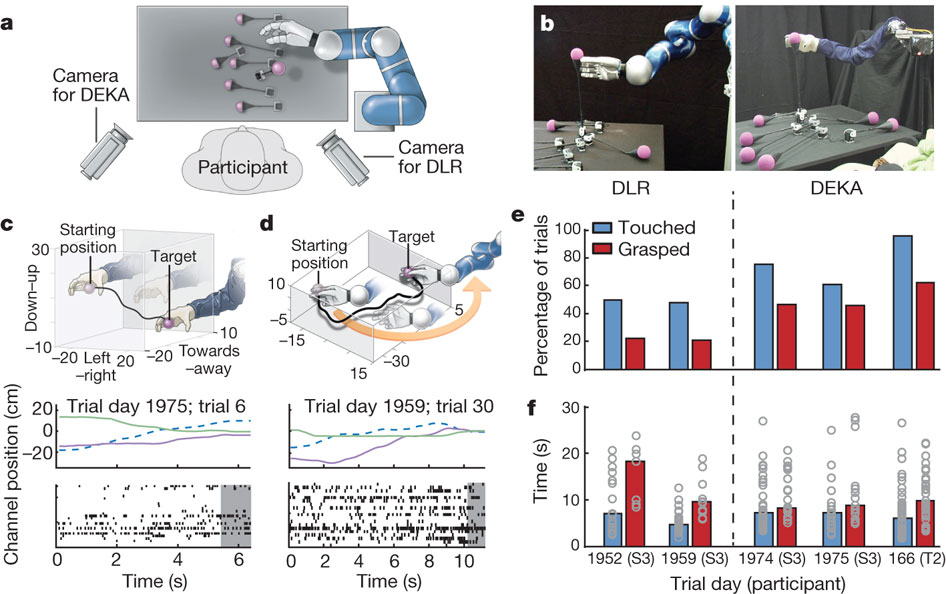 a
Camera
for DEKA
Participant
Camera
for DLR
b
DLR
DEKA
c
Starting
position
Target
30
Down–up
–10
–20
Left
–right
20
–20
–10
Towards
–away
d
Starting
position
Target
10
–5
–15
5
–30
15
Trial day 1975; trial 6
Trial day 1959; trial 30
Channel position (cm)
20
0
–20
0
2
4
6
Time (s)
0
2
4
6
8
10
Time (s)
e
Touched
Grasped
Percentage of trials
100
80
60
40
20
0
f
Time (s)
30
20
10
0
1952 (S3)
1959 (S3)
1974 (S3)
1975 (S3)
166 (T2)
Trial day (participant)